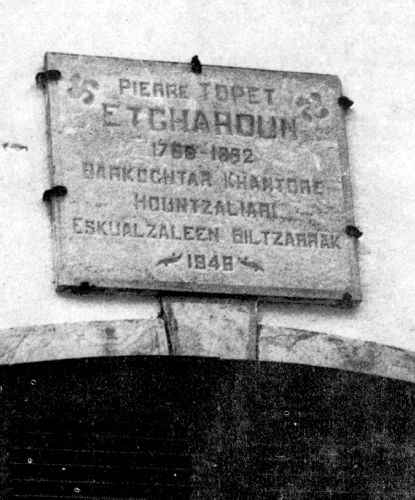 PIERRE TOPET
ETCHAHOUN
1786-1862
BARKOCHTAR KHANTORE
HOUNTZALIARI
ESKUALZALEEN BILTZARRAK
1948